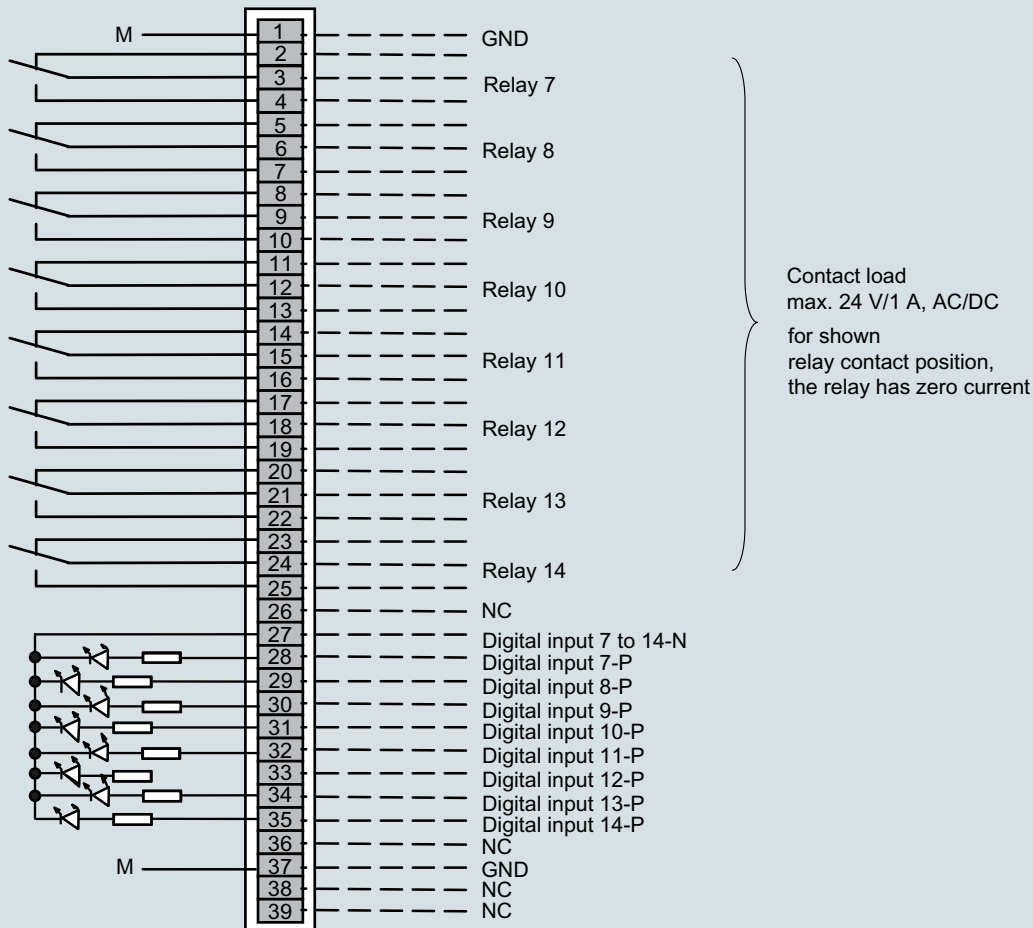 M 1 GND
2
3 Relay 7
4
5
6 Relay 8
7
8
9 Relay 9
10
11
12 Relay 10
13
14
15 Relay 11
16
17
18 Relay 12
19
20
21 Relay 13
22
23
24 Relay 14
25
Contact load
max. 24 V/1 A, AC/DC
for shown
relay contact position,
the relay has zero current
26 NC
27 Digital input 7 to 14-N
28 Digital input 7-P
29 Digital input 8-P
30 Digital input 9-P
31 Digital input 10-P
32 Digital input 11-P
33 Digital input 12-P
34 Digital input 13-P
35 Digital input 14-P
36 NC
M 37 GND
38 NC
39 NC